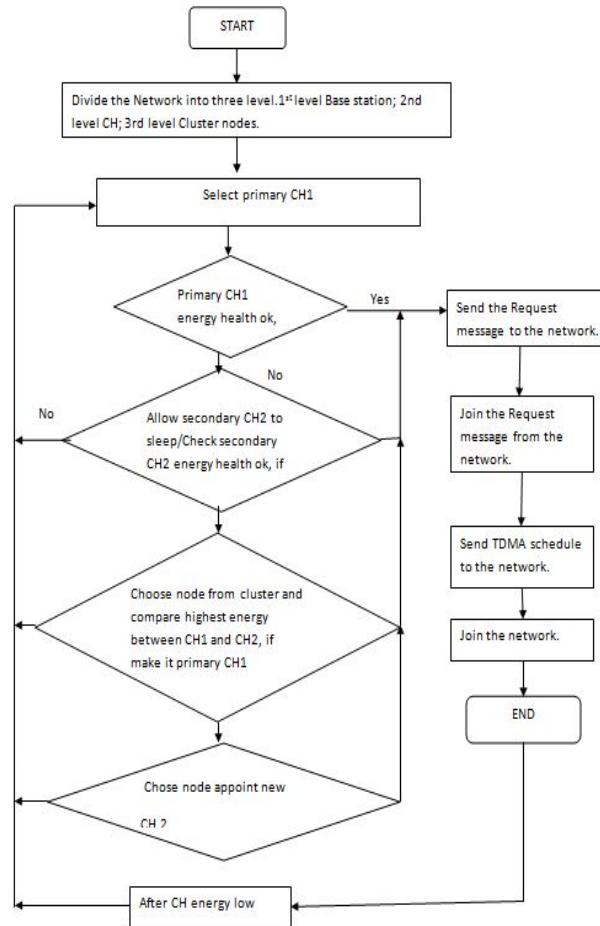 START
Divide the Network into three level.1st level Base station; 2nd
level CH; 3rd level Cluster nodes.
Select primary CH1
Primary CH1
energy health ok,
Yes
Send the Request
message to the network.
No
No
Allow secondary CH2 to
sleep/Check secondary
CH2 energy health ok, if
Join the Request
message from the
network.
Send TDMA schedule
to the network.
Choose node from cluster and
compare highest energy
between CH1 and CH2, if
make it primary CH1
Join the network.
END
Chose node appoint new
CH 2
After CH energy low